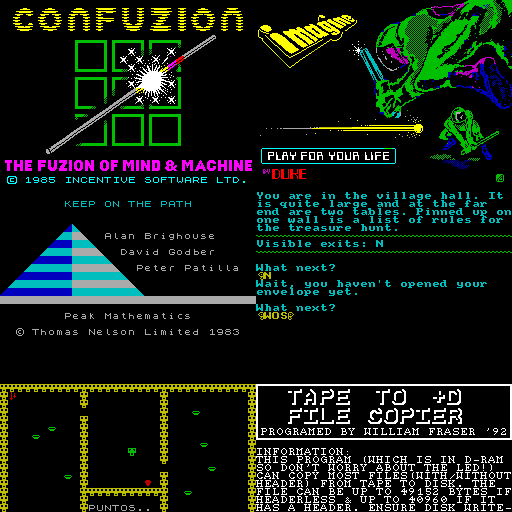 CONFUZION
THE FUZION OF MIND & MACHINE
© 1985 INCENTIVE SOFTWARE LTD.
imagine
PLAY FOR YOUR LIFE
BY DUKE
KEEP ON THE PATH
Alan Brighouse
David Godber
Peter Patilla
Peak Mathematics
© Thomas Nelson Limited 1983
You are in the village hall. It
is quite large and at the far
end are two tables. Pinned up on
one wall is a list of rules for
the treasure hunt.
Visible exits: N
What next?
N
Wait, you haven't opened your
envelope yet.
What next?
WOS
PUNTOS..
TAPE TO +D
FILE COPIER
PROGRAMED BY WILLIAM FRASER '92
INFORMATION:
THIS PROGRAM (WHICH IS IN D-RAM
SO DON'T WORRY ABOUT THE LED!)
CAN COPY MOST FILES(WITH/WITHOUT
HEADER) FROM TAPE TO DISK. THE
FILE CAN BE UP TO 49152 BYTES IF
HEADERLESS & UP TO 40960 IF IT
HAS A HEADER. ENSURE DISK WRITE-